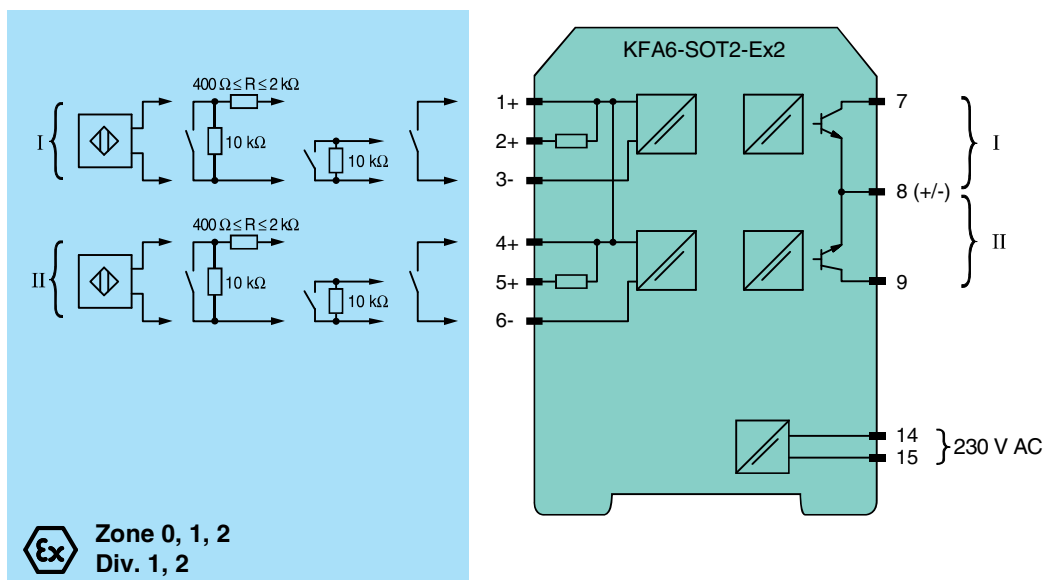 400 Ω ≤ R ≤ 2 kΩ
I
10 kΩ
10 kΩ
400 Ω ≤ R ≤ 2 kΩ
II
10 kΩ
10 kΩ
Ex
Zone 0, 1, 2
Div. 1, 2
KFA6-SOT2-Ex2
1+
2+
3-
4+
5+
6-
7
I
8 (+/-)
II
9
14
15
230 V AC